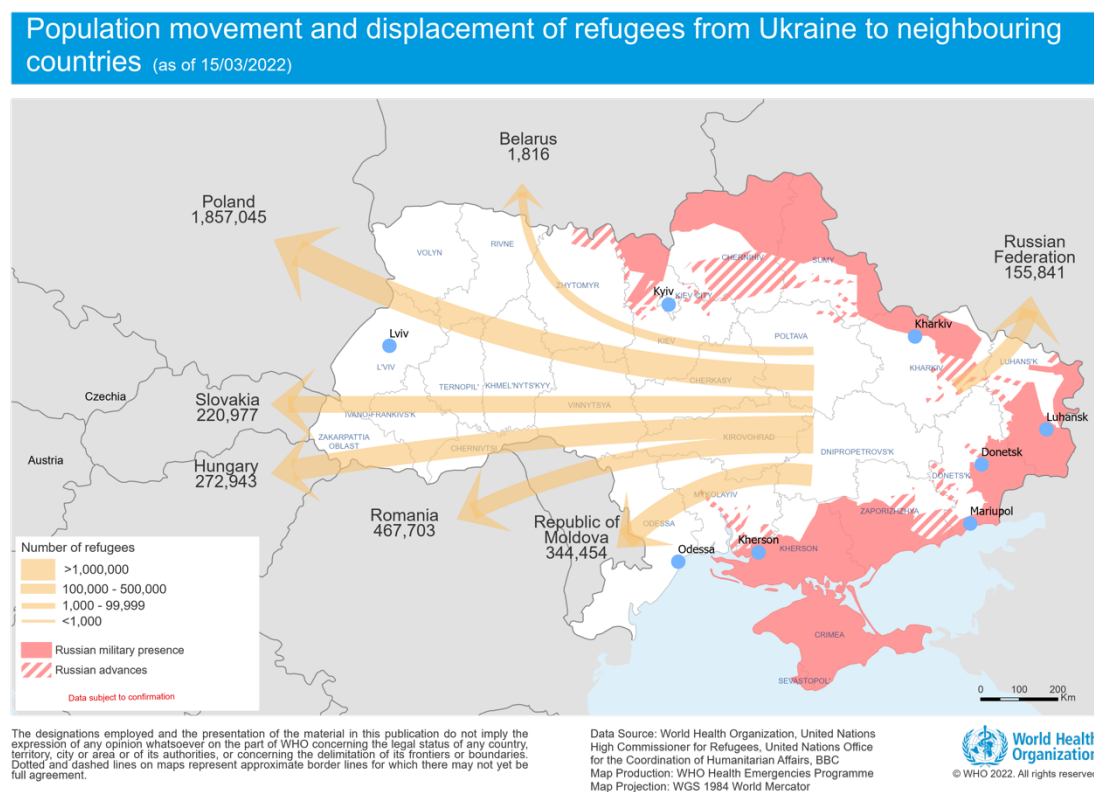 Population movement and displacement of refugees from Ukraine to neighbouring
countries (as of 15/03/2022)
Belarus
1,816
Poland
1,857,045
Russian
Federation
155,841
VOLYN
RIVNE
ZHYTOMYR
CHERNIHIV
SUMY
Kyiv
KIEV CITY
Lviv
L'VIV
KIEV
POLTAVA
Kharkiv
KHARKIV
LUHANS'K
TERNOPIL'
KHMEL'NYTS'KYY
CHERKASY
Czechia
Slovakia
220,977
IVANO-FRANKIVS'K
VINNYTSYA
Luhansk
ZAKARPATTIA
OBLAST
CHERNIVTSI
KIROVOHRAD
DNIPROPETROVS'K
Donetsk
DONETS'K
Austria
Hungary
272,943
Romania
467,703
Republic of
Moldova
344,454
MYKOLAYIV
ODESSA
ZAPORIZHZHYA
Mariupol
Odessa
Kherson
KHERSON
CRIMEA
SEVASTOPOL'
Number of refugees
>1,000,000
100,000 - 500,000
1,000 - 99,999
<1,000
Russian military presence
Russian advances
Data subject to confirmation
0 100 200
Km
The designations employed and the presentation of the material in this publication do not imply the
expression of any opinion whatsoever on the part of WHO concerning the legal status of any country,
territory, city or area or of its authorities, or concerning the delimitation of its frontiers or boundaries.
Dotted and dashed lines on maps represent approximate border lines for which there may not yet be
full agreement.
Data Source: World Health Organization, United Nations
High Commissioner for Refugees, United Nations Office
for the Coordination of Humanitarian Affairs, BBC
Map Production: WHO Health Emergencies Programme
Map Projection: WGS 1984 World Mercator
World Health
Organization
© WHO 2022. All rights reserved